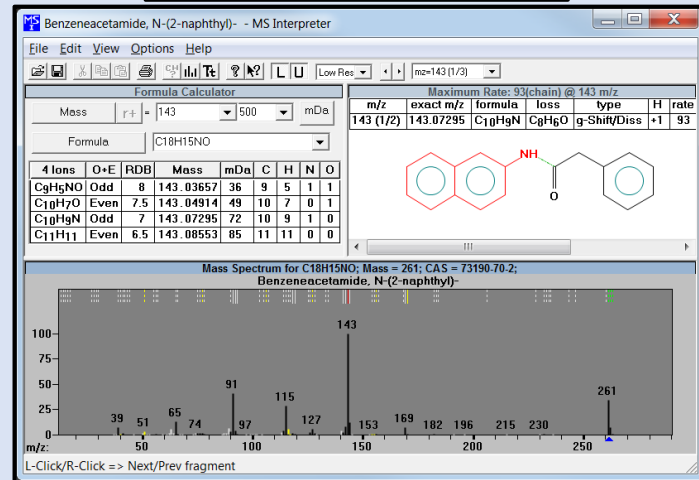 Benzeneacetamide, N-(2-naphthyl)- - MS Interpreter
File Edit View Options Help
Low Res
mz=143 (1/3)
Formula Calculator
Mass r+ = 143 500 mDa
Formula C18H15NO
4 Ions O+E RDB Mass mDa C H N O
C9H5NO Odd 8 143.03657 36 9 5 1 1
C10H7O Even 7.5 143.04914 49 10 7 0 1
C10H9N Odd 7 143.07295 72 10 9 1 0
C11H11 Even 6.5 143.08553 85 11 11 0 0
Maximum Rate: 93(chain) @ 143 m/z
m/z exact m/z formula loss type H rate
143 (1/2) 143.07295 C10H9N C8H6O g-Shift/Diss +1 93
NH
O
Mass Spectrum for C18H15NO; Mass = 261; CAS = 73190-70-2;
Benzeneacetamide, N-(2-naphthyl)-
100-
75-
50-
25-
0-
143
91
115
261
39
51
65
74
97
127
153
169
182
196
215
230
m/z: 50 100 150 200 250
L-Click/R-Click => Next/Prev fragment